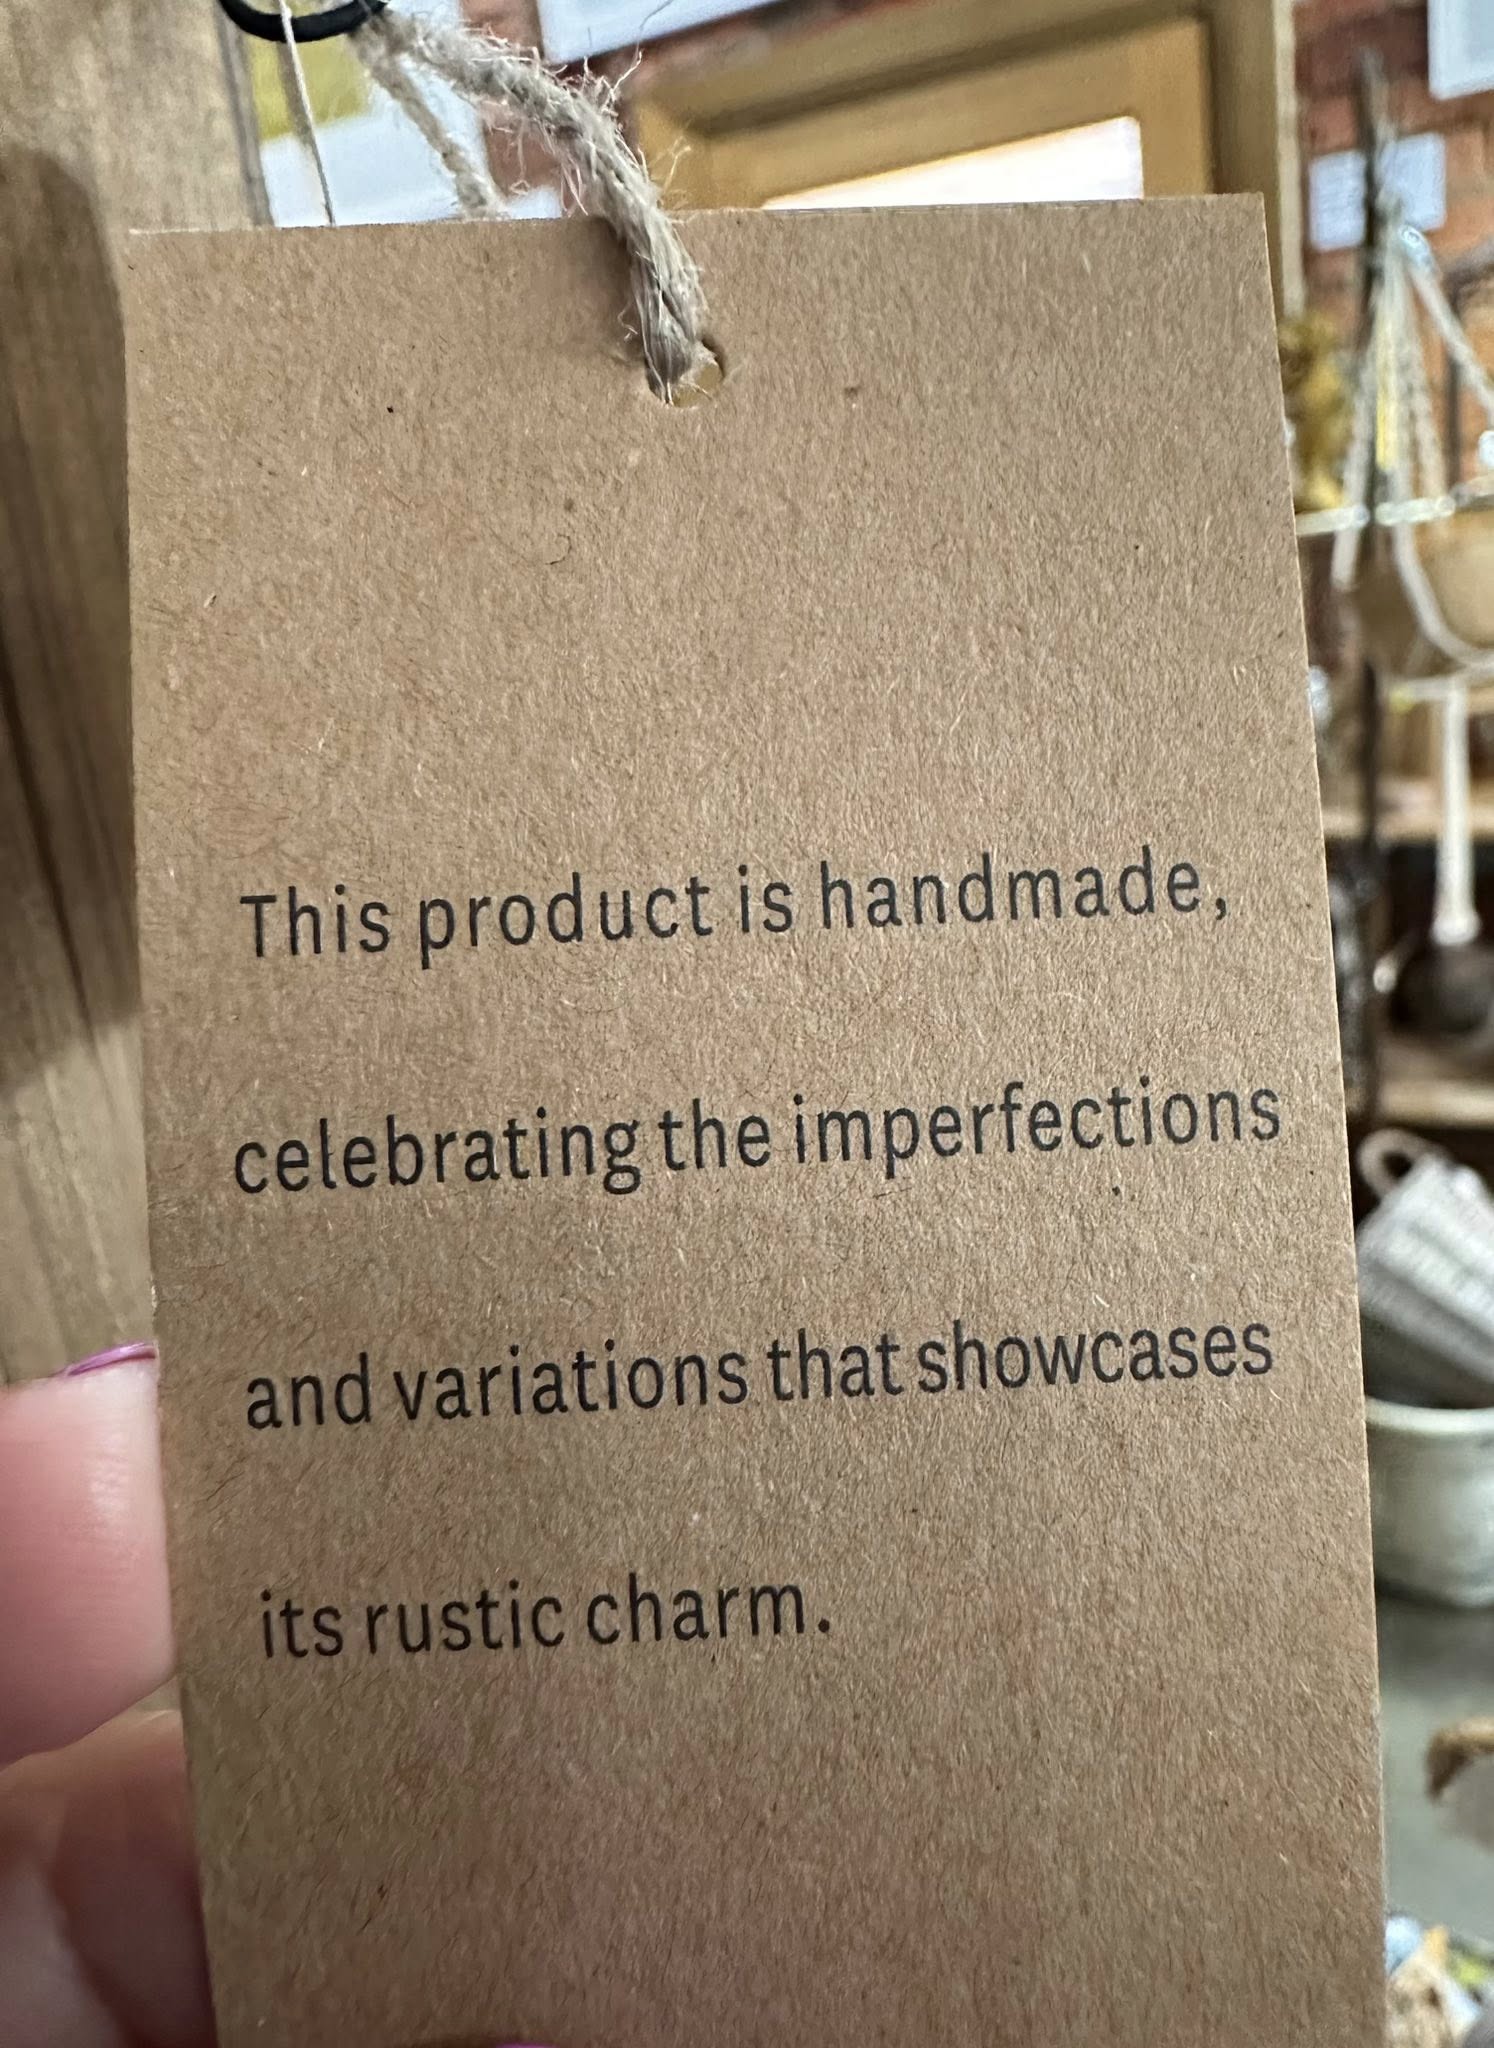 This product is handmade,
celebrating the imperfections
and variations that showcases
its rustic charm.